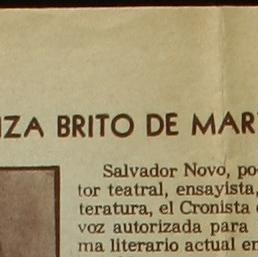 IZA BRITO DE MAR
Salvador Novo, po-
tor teatral, ensayista,
teratura, el Cronista
voz autorizada para
ma literario actual en